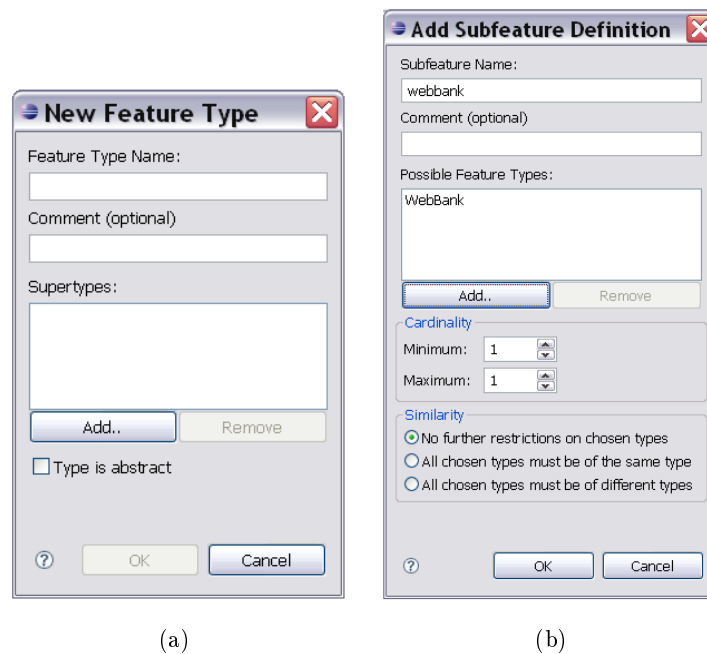 New Feature Type
Feature Type Name:
Comment (optional)
Supertypes:
Add..
Remove
Type is abstract
?
OK
Cancel
(a)
Add Subfeature Definition
Subfeature Name:
webbank
Comment (optional)
Possible Feature Types:
WebBank
Add..
Remove
Cardinality
Minimum: 1
Maximum: 1
Similarity
No further restrictions on chosen types
All chosen types must be of the same type
All chosen types must be of different types
?
OK
Cancel
(b)